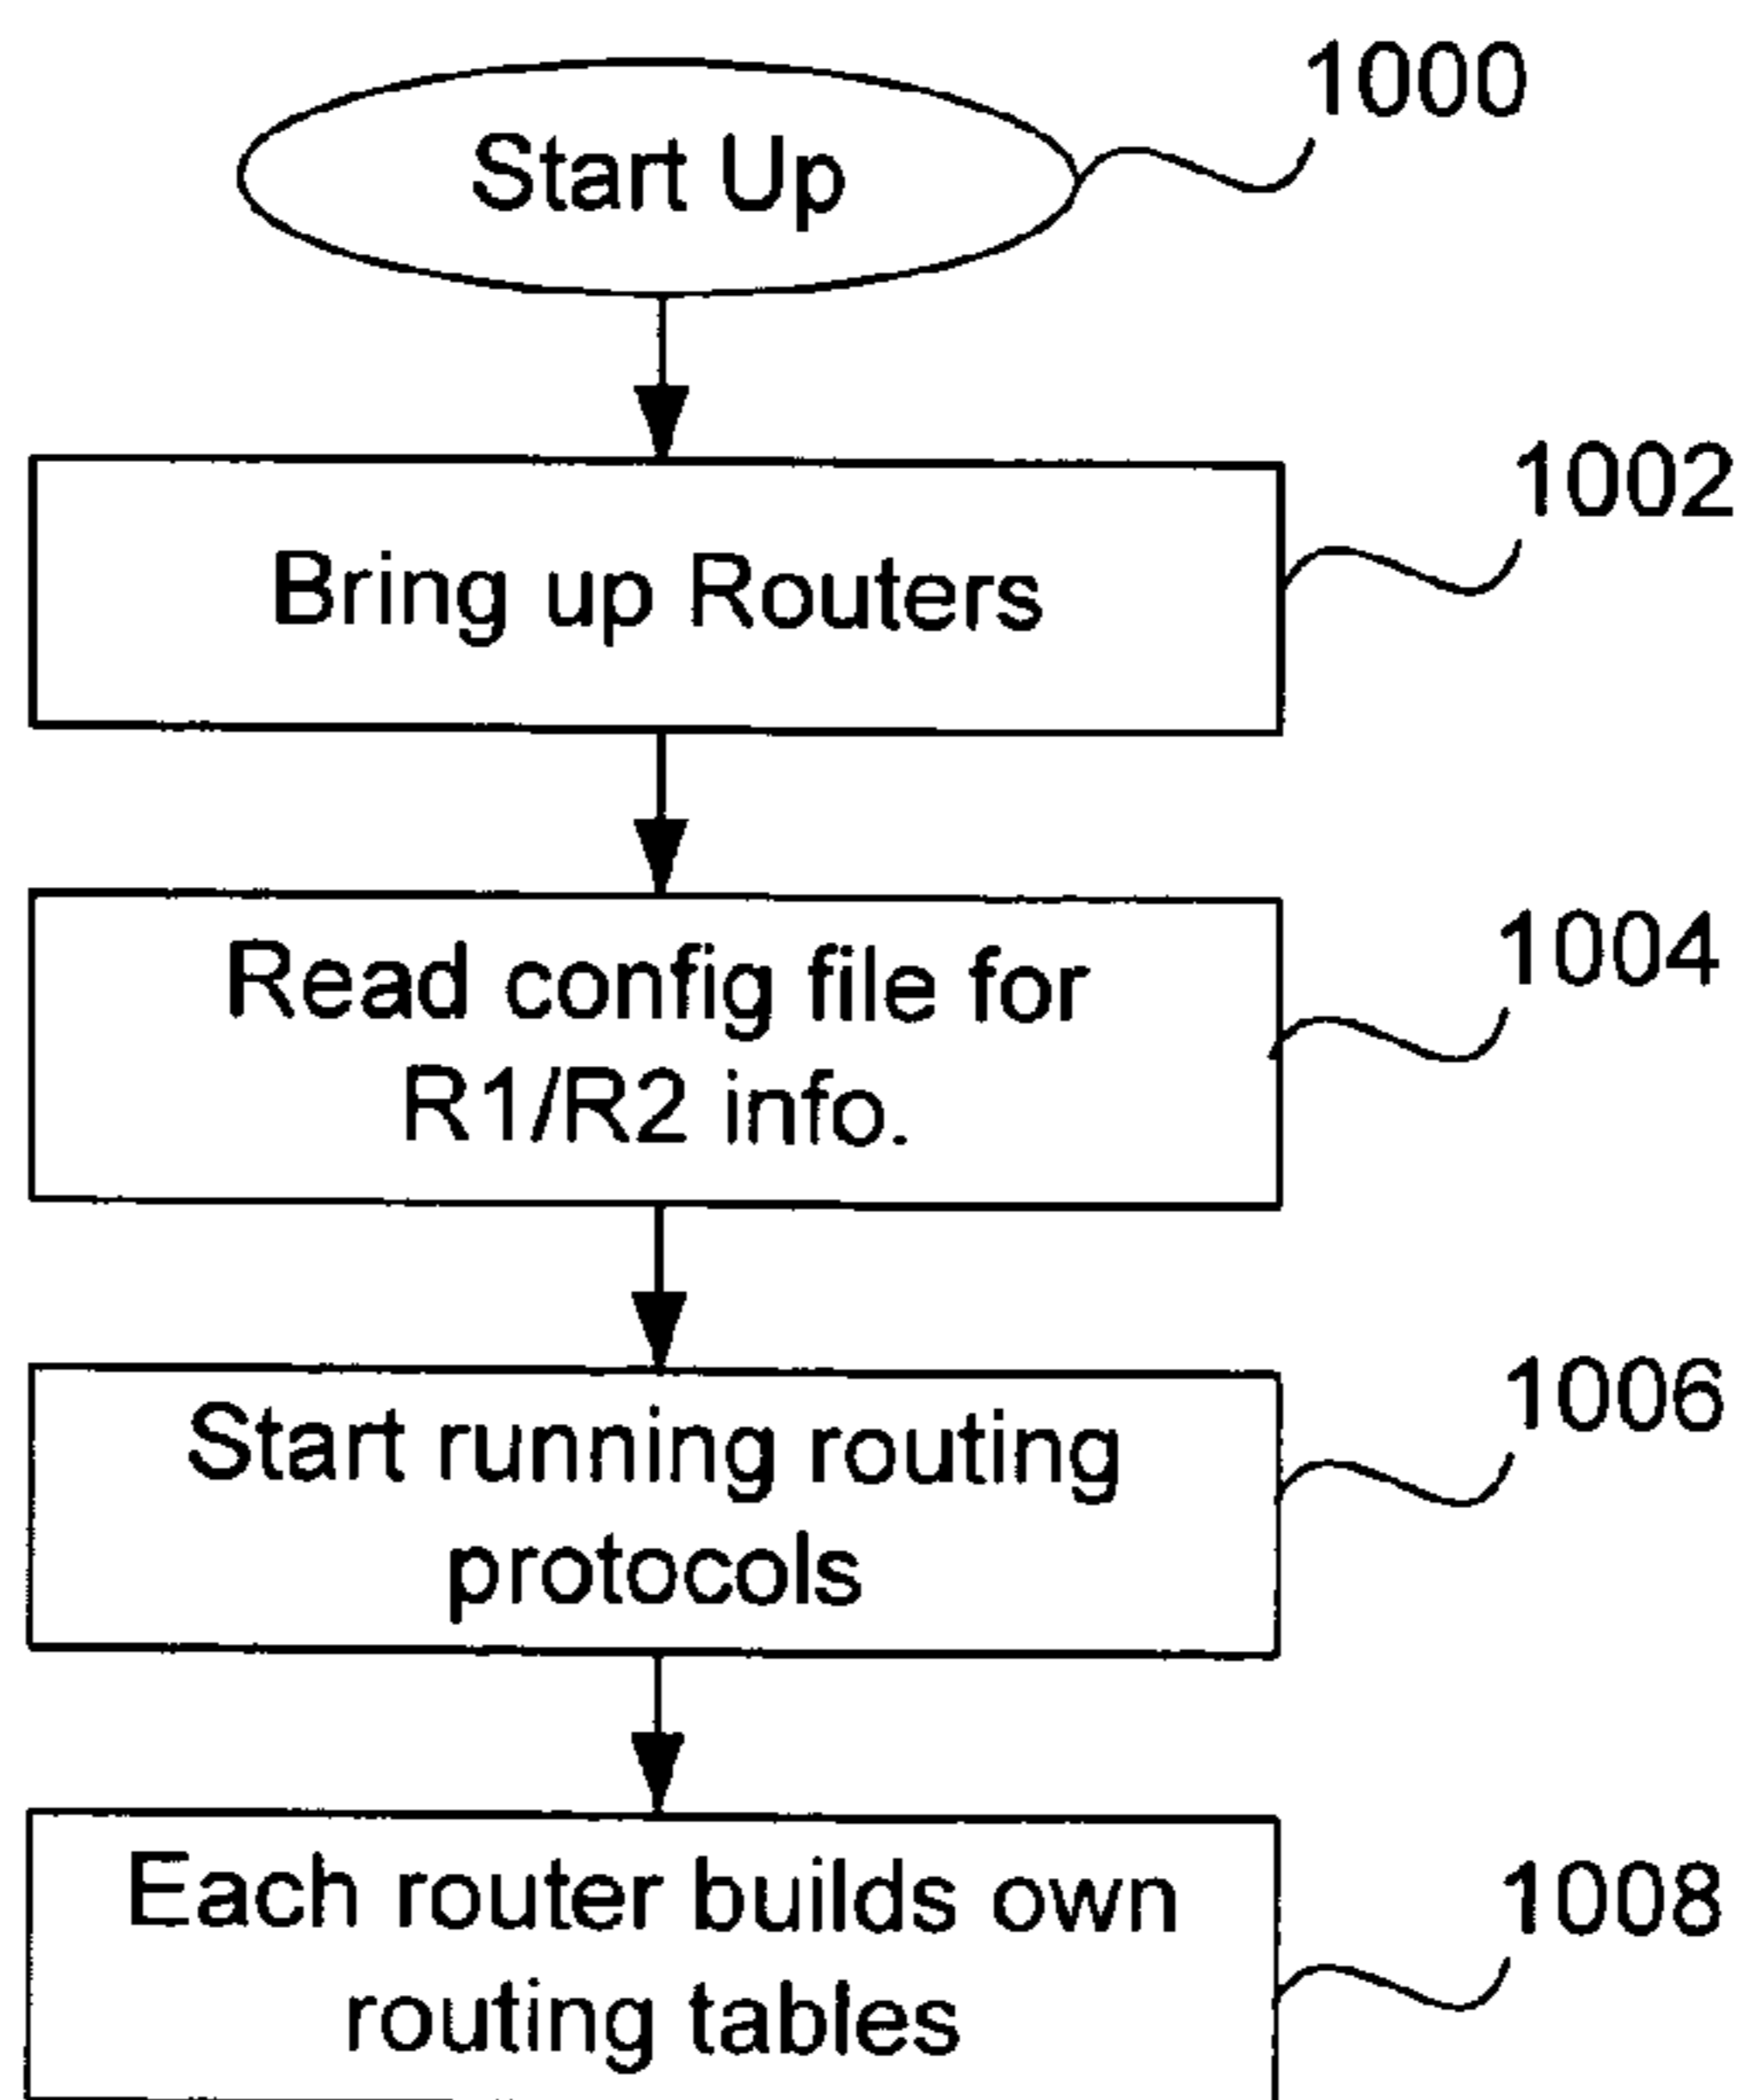 1000
Start Up
1002
Bring up Routers
1004
Read config file for
R1/R2 info.
1006
Start running routing
protocols
1008
Each router builds own
routing tables